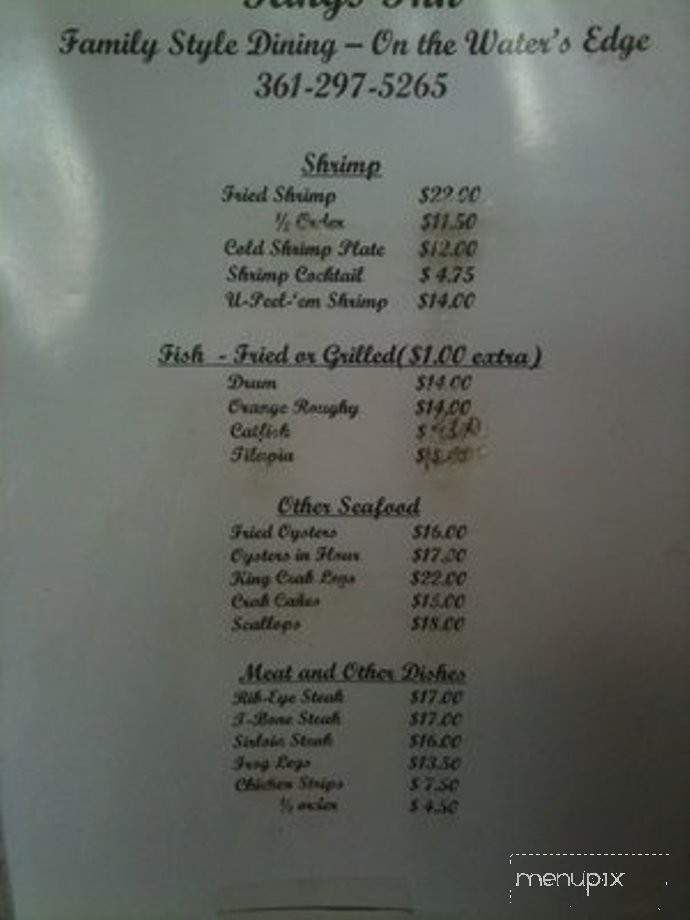 Kings Inn
Family Style Dining – On the Water's Edge
361-297-5265
Shrimp
Fried Shrimp $29.00
½ Order $11.50
Cold Shrimp Plate $12.00
Shrimp Cocktail $ 4.75
U-Peel-'em Shrimp $14.00
Fish - Fried or Grilled($1.00 extra)
Drum $14.00
Orange Roughy $14.00
Catfish $
Tilapia
Other Seafood
Fried Oysters $16.00
Oysters in Flour $17.00
King Crab Legs $22.00
Crab Cakes $15.00
Scallops $18.00
Meat and Other Dishes
Rib-Eye Steak $17.00
T-Bone Steak $17.00
Sirloin Steak $16.00
Frog Legs $13.50
Chicken Strips $ 7.50
½ order $ 4.50
menupix